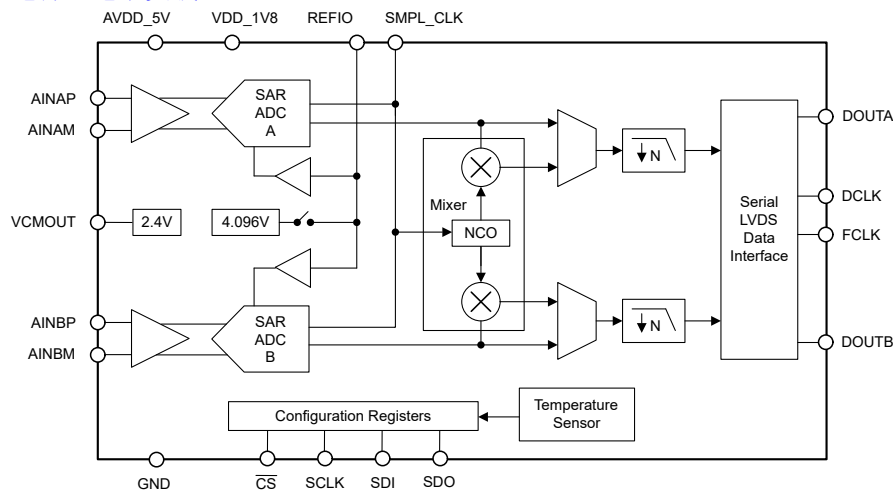 AVDD_5V
VDD_1V8
REFIO
SMPL_CLK
AINAP
AINAM
SAR
ADC
A
DOUTA
N
Mixer
VCMOUT
2.4V
4.096V
NCO
Serial
LVDS
Data
Interface
DCLK
FCLK
AINBP
AINBM
SAR
ADC
B
N
DOUTB
Configuration Registers
Temperature
Sensor
GND
CS
SCLK
SDI
SDO